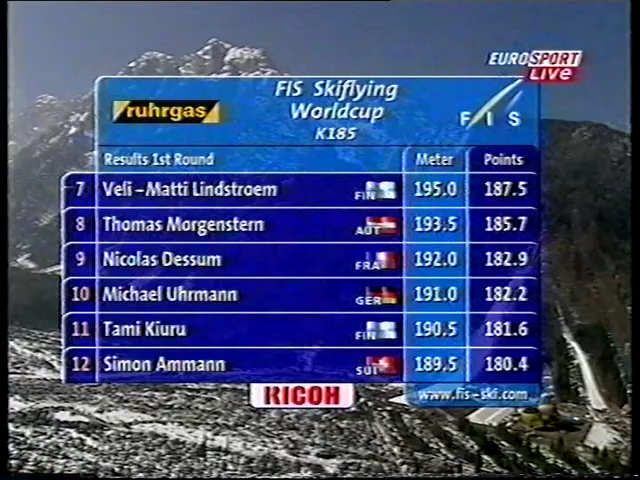 EUROSPORT
LIVE
ruhrgas
FIS Skiflying
Worldcup
K185
FIS
Results 1st Round Meter Points
7 Veli-Matti Lindstroem FIN 195.0 187.5
8 Thomas Morgenstern AUT 193.5 185.7
9 Nicolas Dessum FRA 192.0 182.9
10 Michael Uhrmann GER 191.0 182.2
11 Tami Kiuru FIN 190.5 181.6
12 Simon Ammann SUI 189.5 180.4
RICOH
www.fis-ski.com